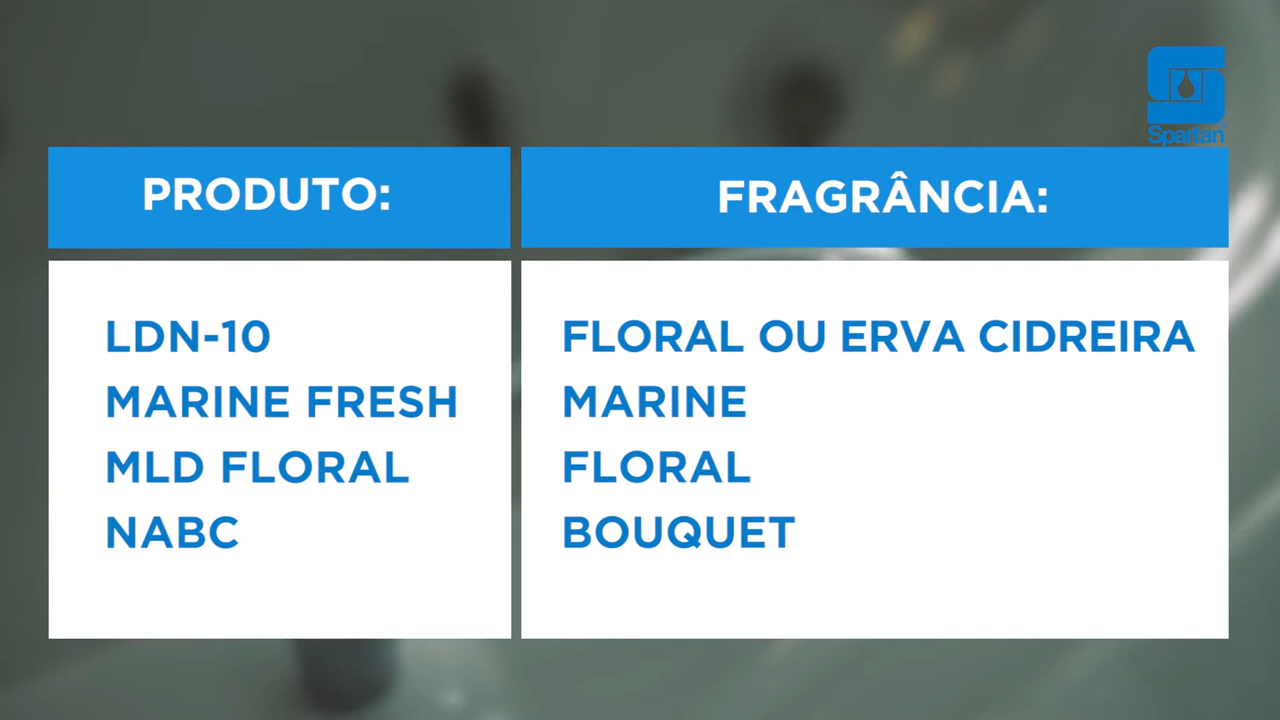 Spartan
PRODUTO:
FRAGRÂNCIA:
LDN-10
FLORAL OU ERVA CIDREIRA
MARINE FRESH
MARINE
MLD FLORAL
FLORAL
NABC
BOUQUET